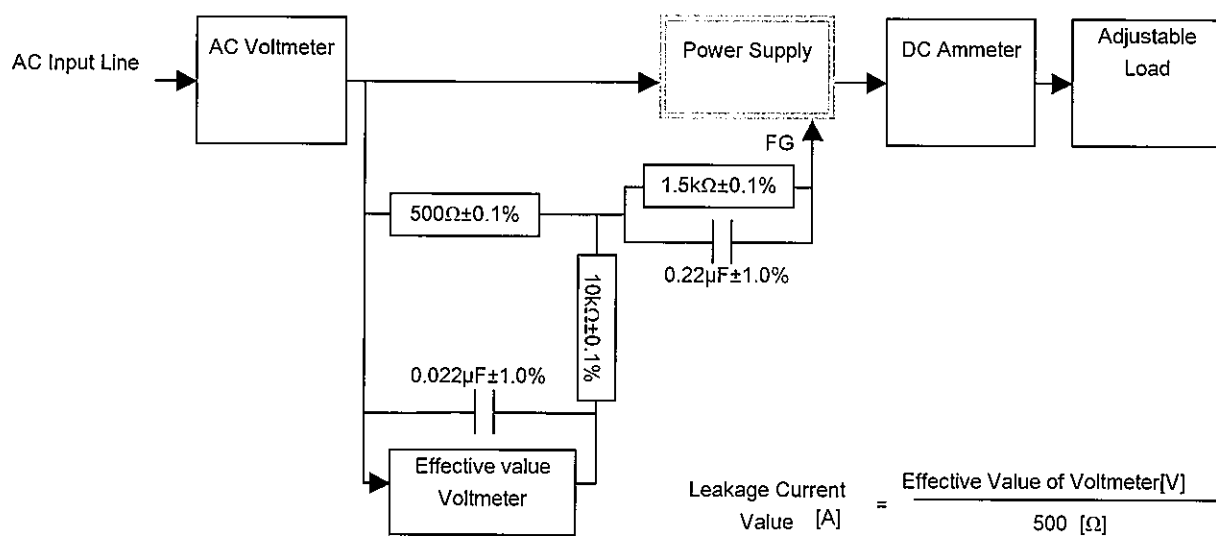 AC Input Line
AC Voltmeter
Power Supply
DC Ammeter
Adjustable
Load
FG
1.5kΩ±0.1%
500Ω±0.1%
0.22µF±1.0%
10kΩ±0.1%
0.022µF±1.0%
Effective value
Voltmeter
Leakage Current
Value [A]
=
Effective Value of Voltmeter[V]
500 [Ω]